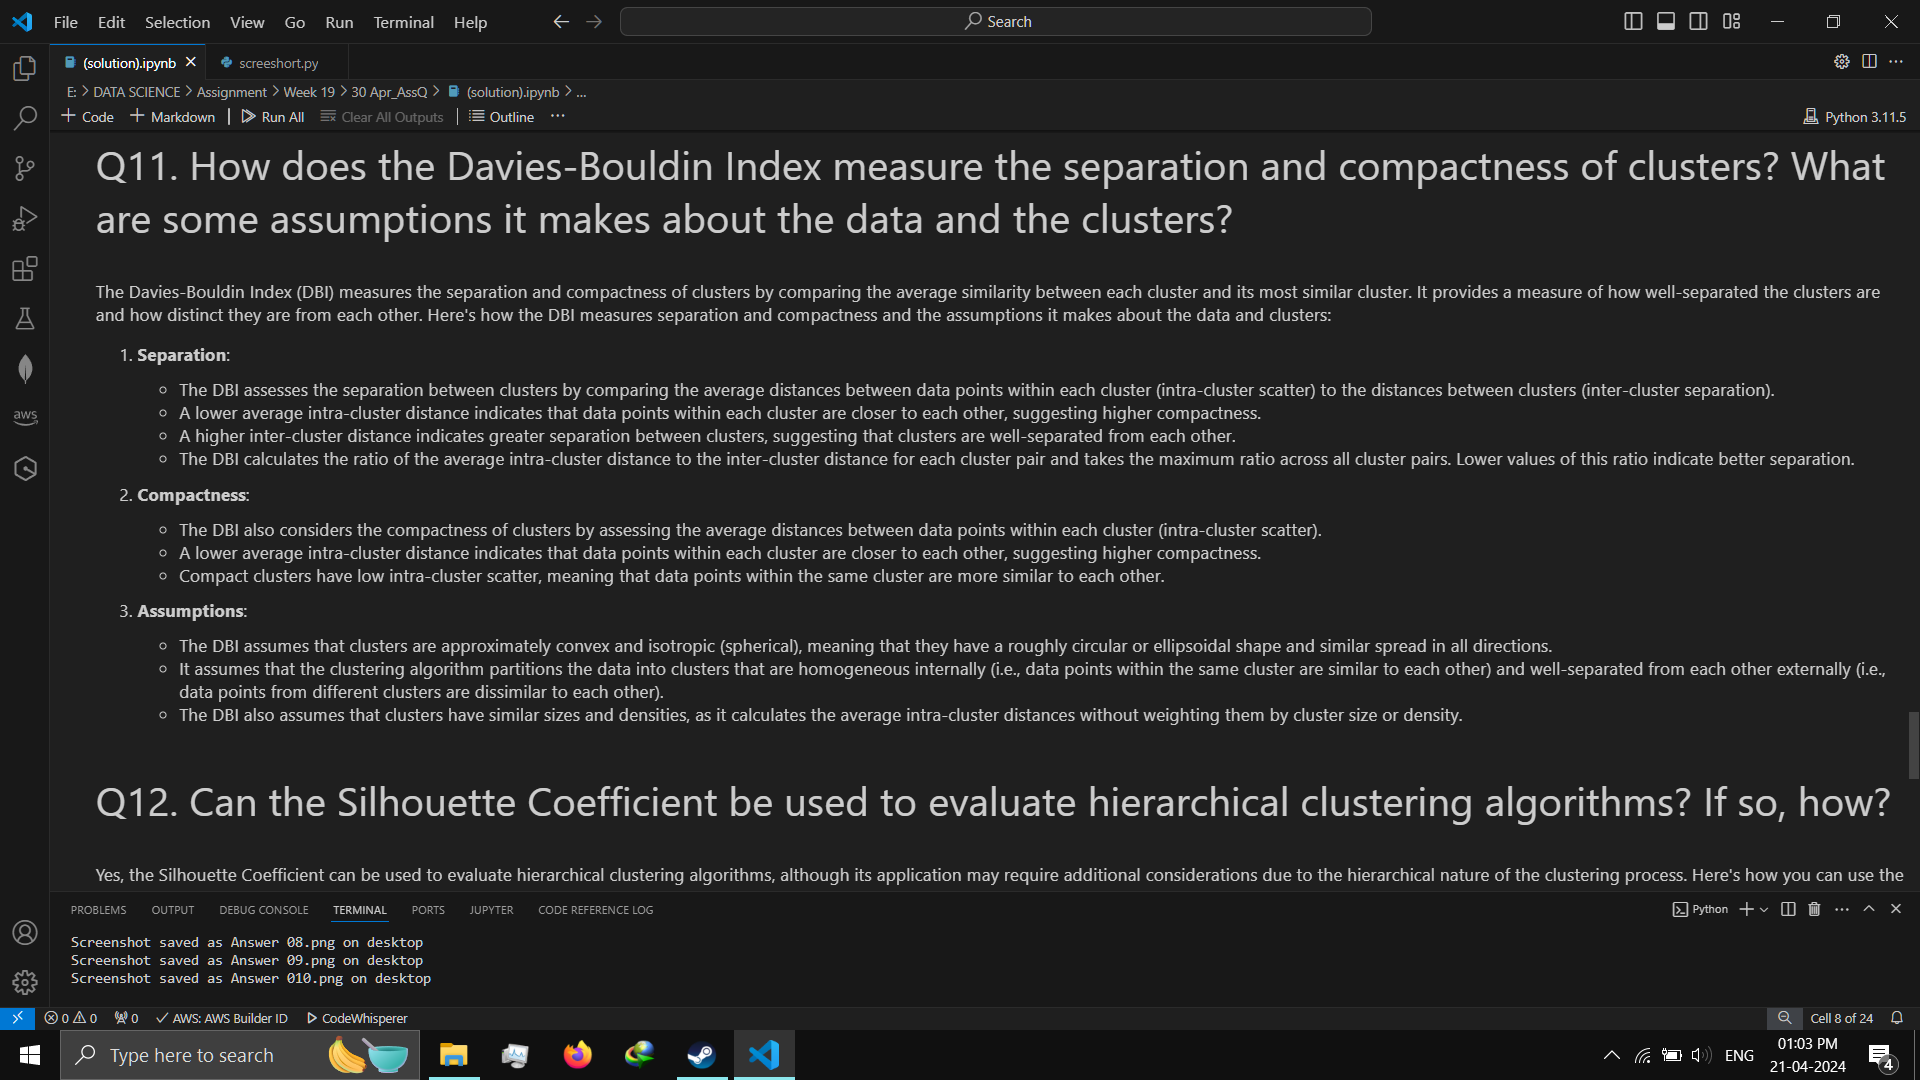 File Edit Selection View Go Run Terminal Help Search
(solution).ipynb screeshort.py
E: > DATA SCIENCE > Assignment > Week 19 > 30 Apr_AssQ > (solution).ipynb > ...
+ Code + Markdown | Run All Clear All Outputs | Outline ... Python 3.11.5
Q11. How does the Davies-Bouldin Index measure the separation and compactness of clusters? What
are some assumptions it makes about the data and the clusters?
The Davies-Bouldin Index (DBI) measures the separation and compactness of clusters by comparing the average similarity between each cluster and its most similar cluster. It provides a measure of how well-separated the clusters are
and how distinct they are from each other. Here's how the DBI measures separation and compactness and the assumptions it makes about the data and clusters:
1. Separation:
The DBI assesses the separation between clusters by comparing the average distances between data points within each cluster (intra-cluster scatter) to the distances between clusters (inter-cluster separation).
A lower average intra-cluster distance indicates that data points within each cluster are closer to each other, suggesting higher compactness.
A higher inter-cluster distance indicates greater separation between clusters, suggesting that clusters are well-separated from each other.
The DBI calculates the ratio of the average intra-cluster distance to the inter-cluster distance for each cluster pair and takes the maximum ratio across all cluster pairs. Lower values of this ratio indicate better separation.
2. Compactness:
The DBI also considers the compactness of clusters by assessing the average distances between data points within each cluster (intra-cluster scatter).
A lower average intra-cluster distance indicates that data points within each cluster are closer to each other, suggesting higher compactness.
Compact clusters have low intra-cluster scatter, meaning that data points within the same cluster are more similar to each other.
3. Assumptions:
The DBI assumes that clusters are approximately convex and isotropic (spherical), meaning that they have a roughly circular or ellipsoidal shape and similar spread in all directions.
It assumes that the clustering algorithm partitions the data into clusters that are homogeneous internally (i.e., data points within the same cluster are similar to each other) and well-separated from each other externally (i.e.,
data points from different clusters are dissimilar to each other).
The DBI also assumes that clusters have similar sizes and densities, as it calculates the average intra-cluster distances without weighting them by cluster size or density.
Q12. Can the Silhouette Coefficient be used to evaluate hierarchical clustering algorithms? If so, how?
Yes, the Silhouette Coefficient can be used to evaluate hierarchical clustering algorithms, although its application may require additional considerations due to the hierarchical nature of the clustering process. Here's how you can use the
aws
PROBLEMS OUTPUT DEBUG CONSOLE TERMINAL PORTS JUPYTER CODE REFERENCE LOG Python
Screenshot saved as Answer 08.png on desktop
Screenshot saved as Answer 09.png on desktop
Screenshot saved as Answer 010.png on desktop
0 0 0 AWS: AWS Builder ID CodeWhisperer Cell 8 of 24
Type here to search ENG 01:03 PM
21-04-2024 4